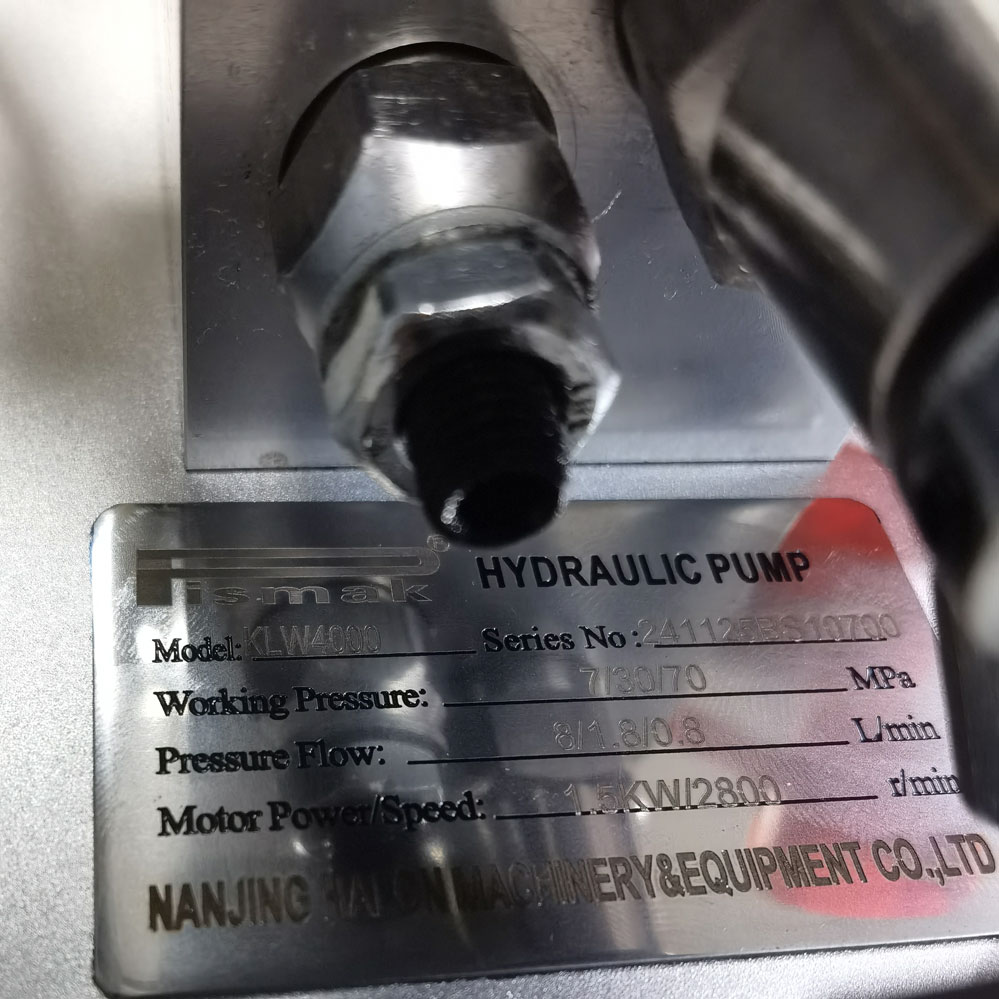 Fismak®
HYDRAULIC PUMP
Model: KLW4000 Series No:
Working Pressure: 7/30/70 MPa
Pressure Flow: 8/1.8/0.8 L/min
Motor Power/Speed: 1.5KW/2800 r/min
NANJING MACHINERY&EQUIPMENT CO.,LTD